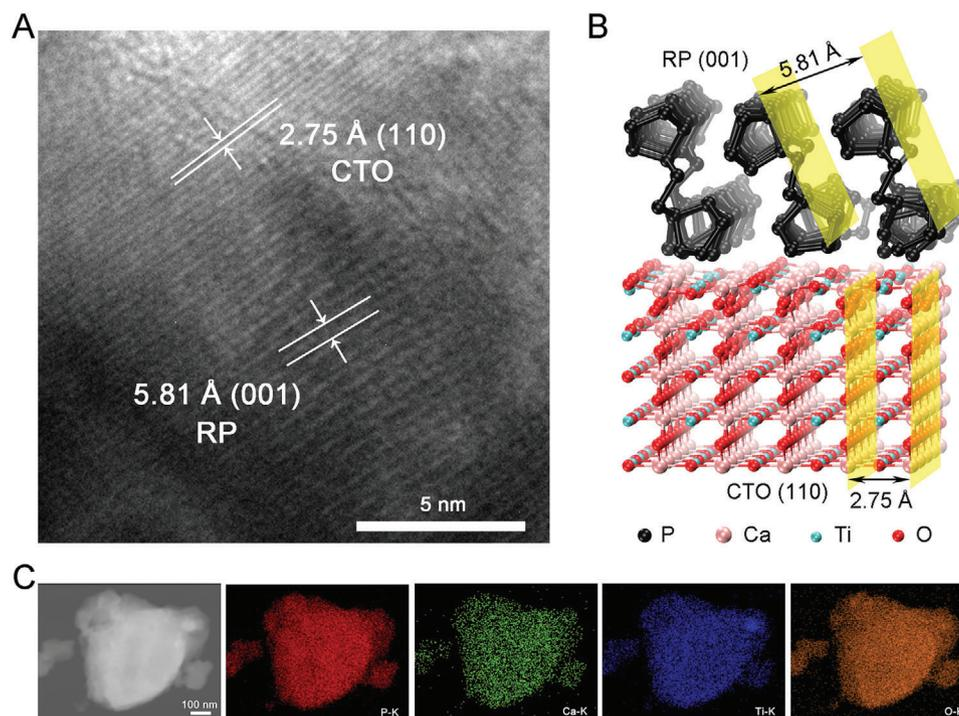 A
2.75 Å (110)
CTO
5.81 Å (001)
RP
5 nm
B
RP (001)
5.81 Å
CTO (110)
2.75 Å
P Ca Ti O
C
100 nm
P-K
Ca-K
Ti-K
O-K